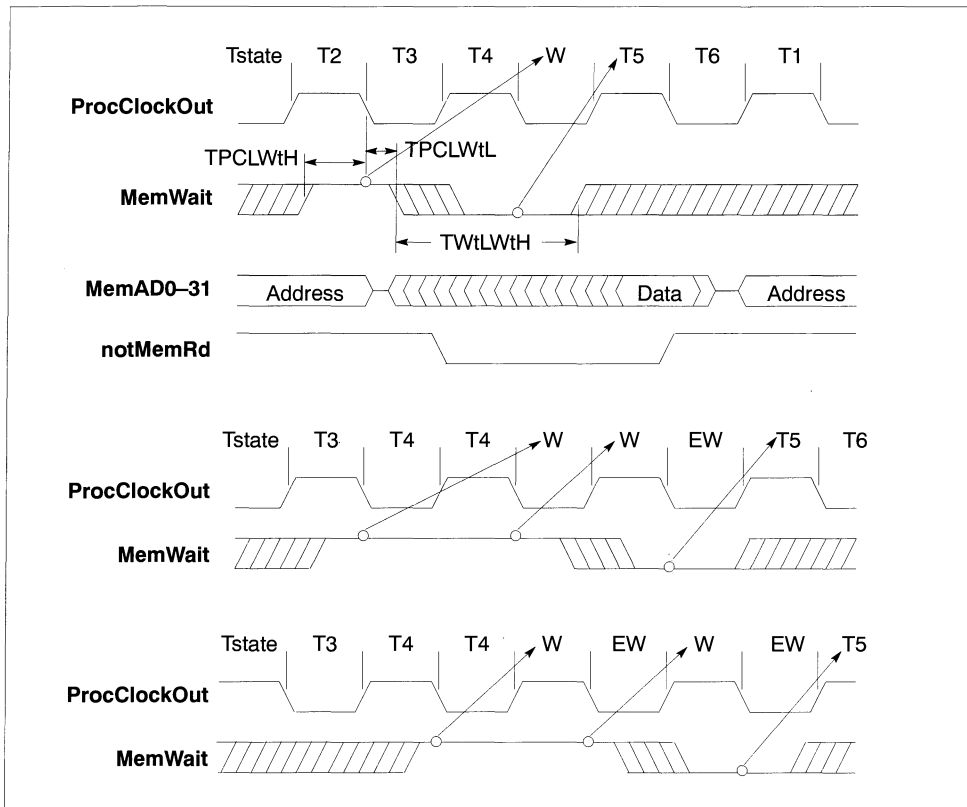 Tstate T2 T3 T4 W T5 T6 T1
ProcClockOut
TPCLWtH TPCLWtL
MemWait
TWtLWtH
MemAD0–31 Address Data Address
notMemRd
Tstate T3 T4 T4 W W EW T5 T6
ProcClockOut
MemWait
Tstate T3 T4 T4 W EW W EW T5
ProcClockOut
MemWait